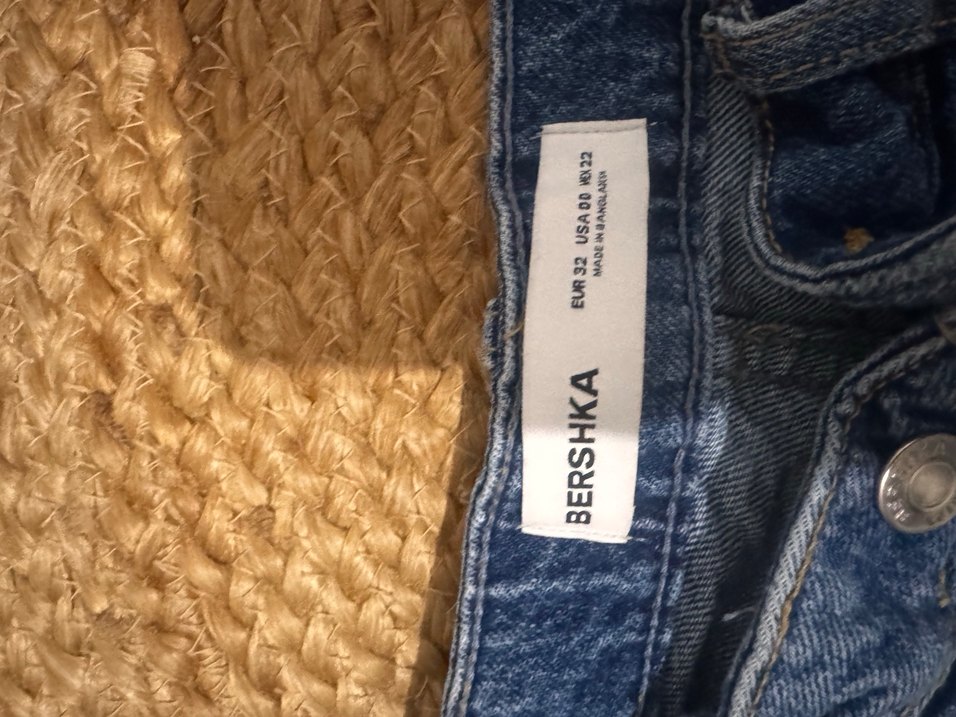 BERSHKA
EUR 32 USA 00 MEX 22
MADE IN BANGLADESH